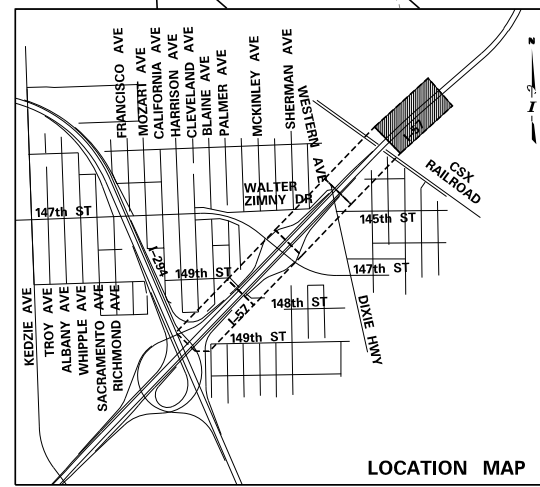 FRANCISCO AVE
MOZART AVE
CALIFORNIA AVE
HARRISON AVE
CLEVELAND AVE
BLAINE AVE
PALMER AVE
MCKINLEY AVE
SHERMAN AVE
WESTERN AVE
N
I-57
CSX
RAILROAD
WALTER
ZIMNY DR
147th ST
145th ST
I-294
149th ST
147th ST
148th ST
I-57
149th ST
DIXIE HWY
KEDZIE AVE
TROY AVE
ALBANY AVE
WHIPPLE AVE
SACRAMENTO AVE
RICHMOND AVE
LOCATION MAP